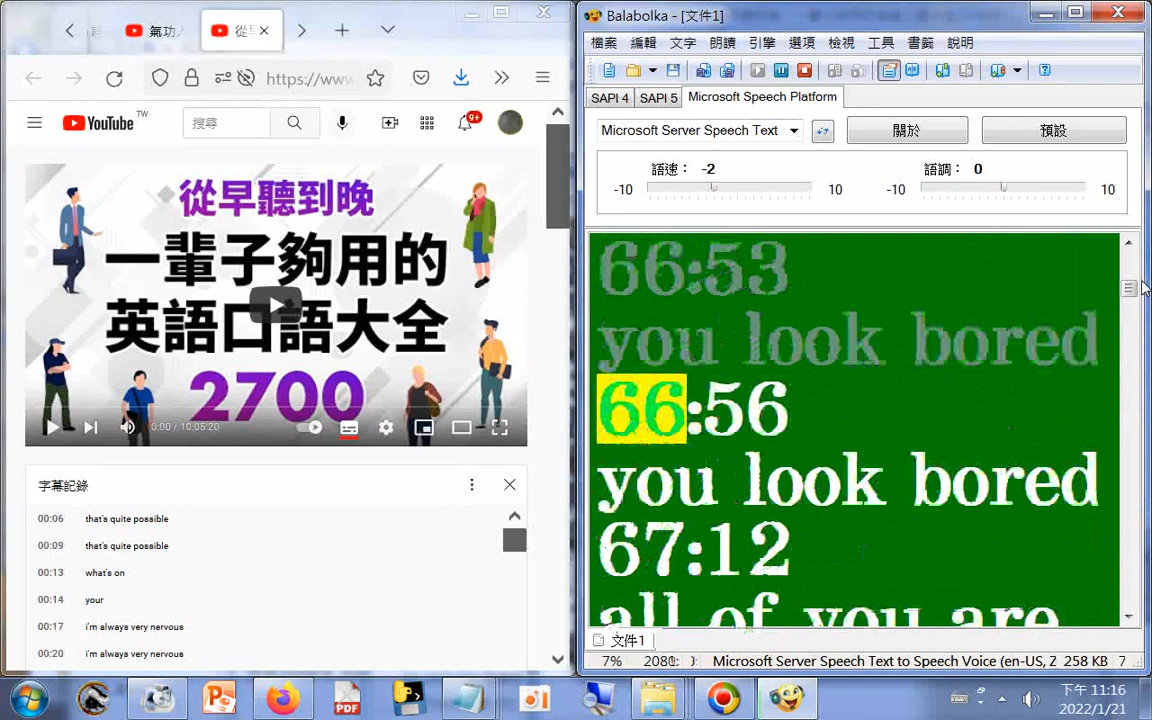 從
https://www.
YouTube TW
搜尋
9+
從早聽到晚
一輩子夠用的
英語口語大全
2700
0:00 / 10:05:20
字幕記錄
00:06 that's quite possible
00:09 that's quite possible
00:13 what's on
00:14 your
00:17 i'm always very nervous
00:20 i'm always very nervous
Balabolka - [文件1]
檔案 編輯 文字 朗讀 引擎 選項 檢視 工具 書籤 說明
SAPI 4 SAPI 5 Microsoft Speech Platform
Microsoft Server Speech Text
關於
預設
語速： -2
語調： 0
-10 10
-10 10
66:53
you look bored
66:56
you look bored
67:12
all of you are
文件1
7% Microsoft Server Speech Text to Speech Voice (en-US, Z 258 KB 7
PDF
下午 11:16
2022/1/21